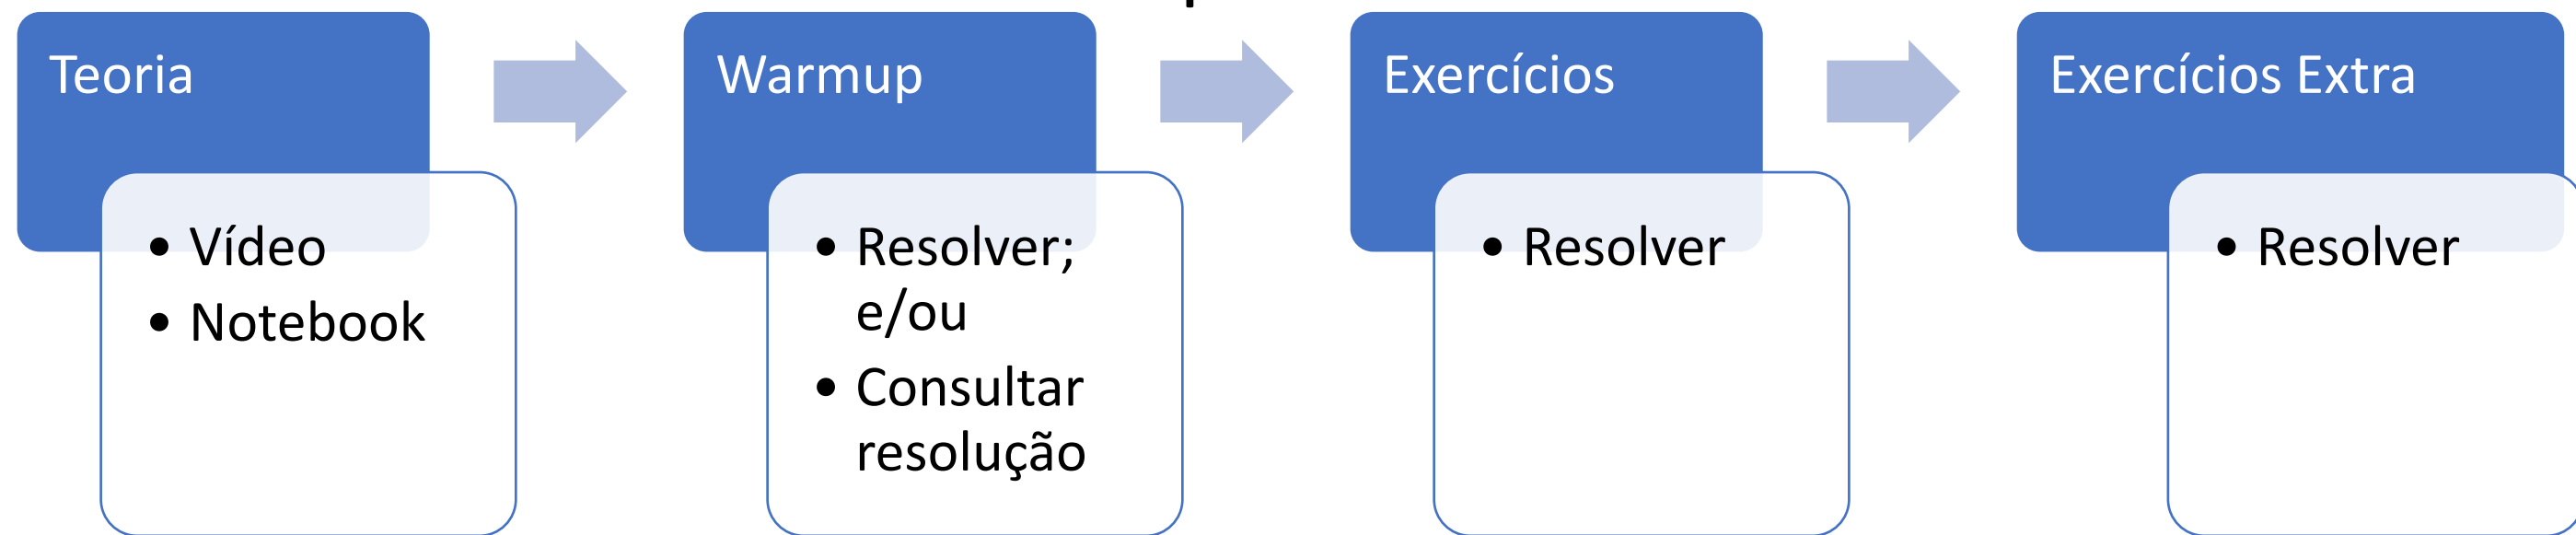 Teoria
• Vídeo
• Notebook
Warmup
• Resolver;
e/ou
• Consultar
resolução
Exercícios
• Resolver
Exercícios Extra
• Resolver